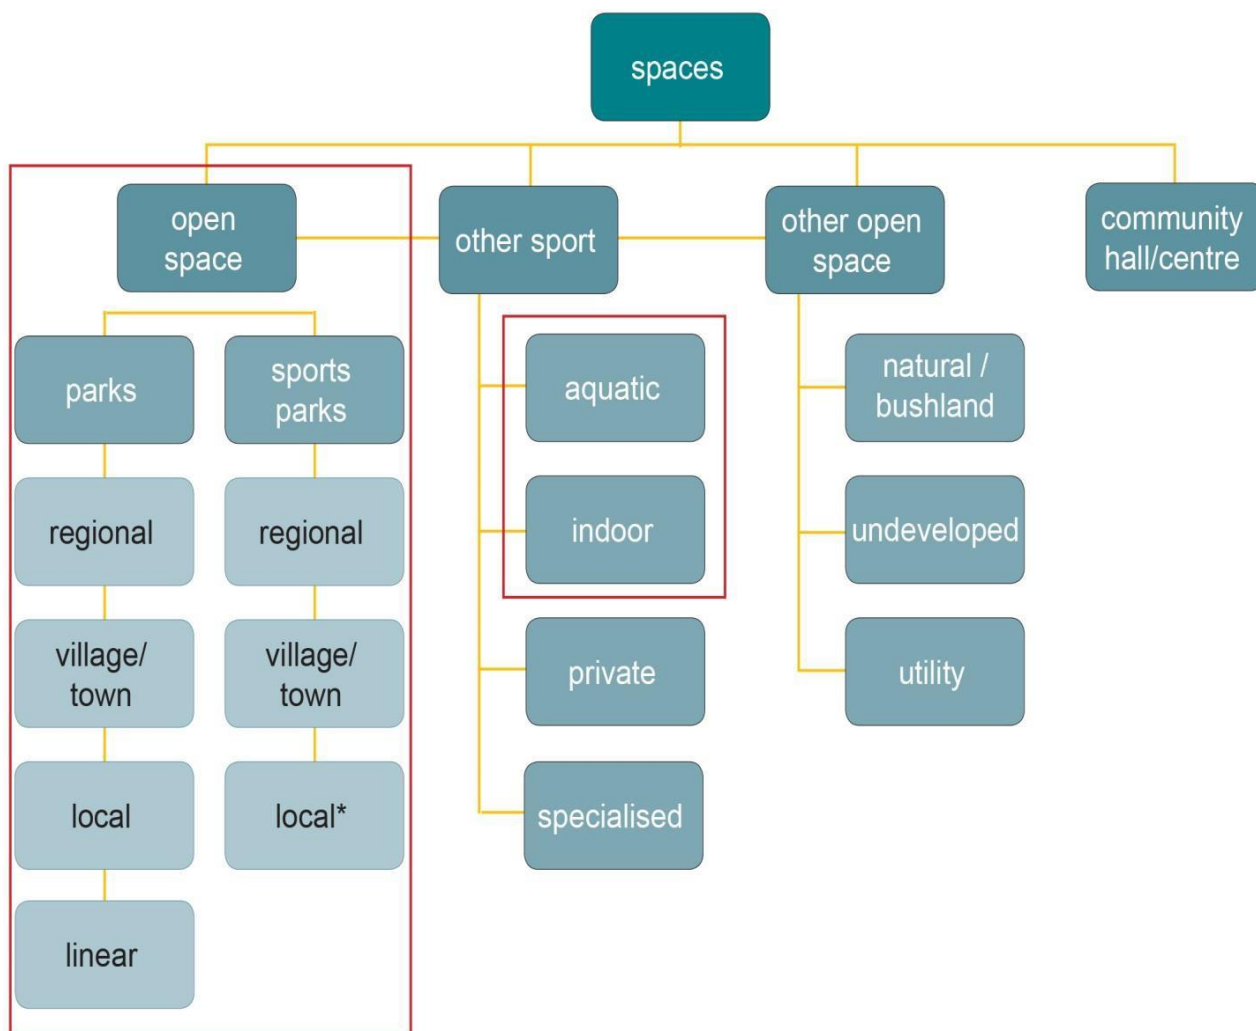 spaces
open
space
other sport
other open
space
community
hall/centre
parks
sports
parks
aquatic
natural /
bushland
regional
regional
indoor
undeveloped
village/
town
village/
town
private
utility
local
local*
specialised
linear